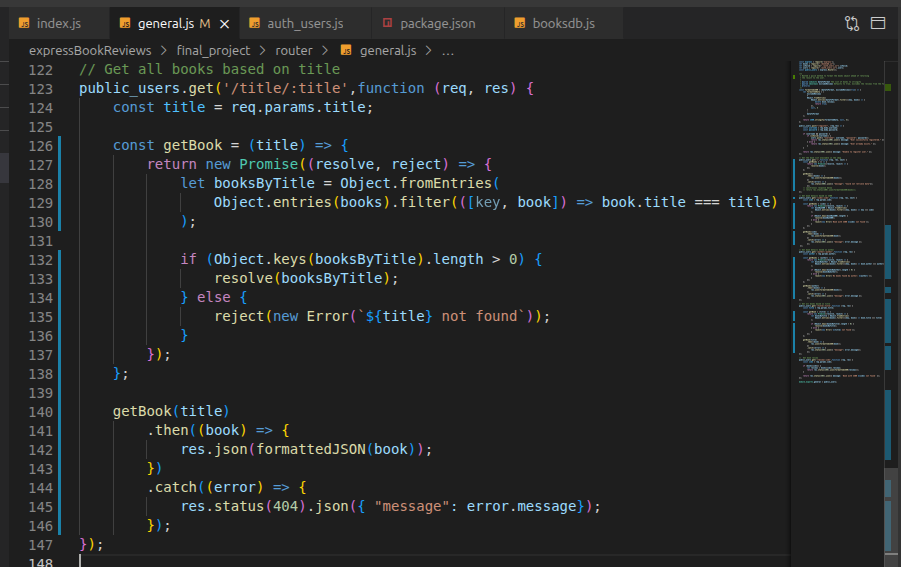 index.js general.js M × auth_users.js package.json booksdb.js
expressBookReviews > final_project > router > general.js > ...
122 // Get all books based on title
123 public_users.get('/title/:title',function (req, res) {
124 const title = req.params.title;
125
126 const getBook = (title) => {
127 return new Promise((resolve, reject) => {
128 let booksByTitle = Object.fromEntries(
129 Object.entries(books).filter(([key, book]) => book.title === title)
130 );
131
132 if (Object.keys(booksByTitle).length > 0) {
133 resolve(booksByTitle);
134 } else {
135 reject(new Error(`${title} not found`));
136 }
137 });
138 };
139
140 getBook(title)
141 .then((book) => {
142 res.json(formattedJSON(book));
143 })
144 .catch((error) => {
145 res.status(404).json({ "message": error.message});
146 });
147 });
148